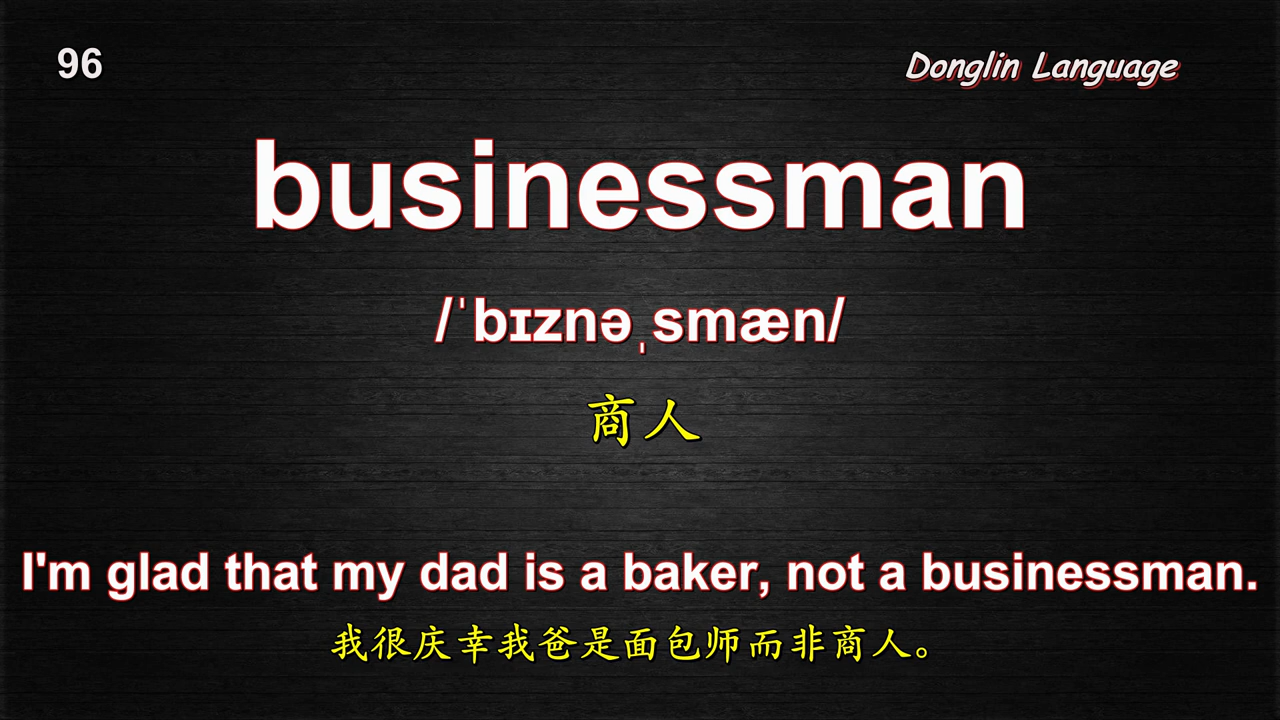 96
Donglin Language
businessman
/ˈbɪznəˌsmæn/
商人
I'm glad that my dad is a baker, not a businessman.
我很庆幸我爸是面包师而非商人。